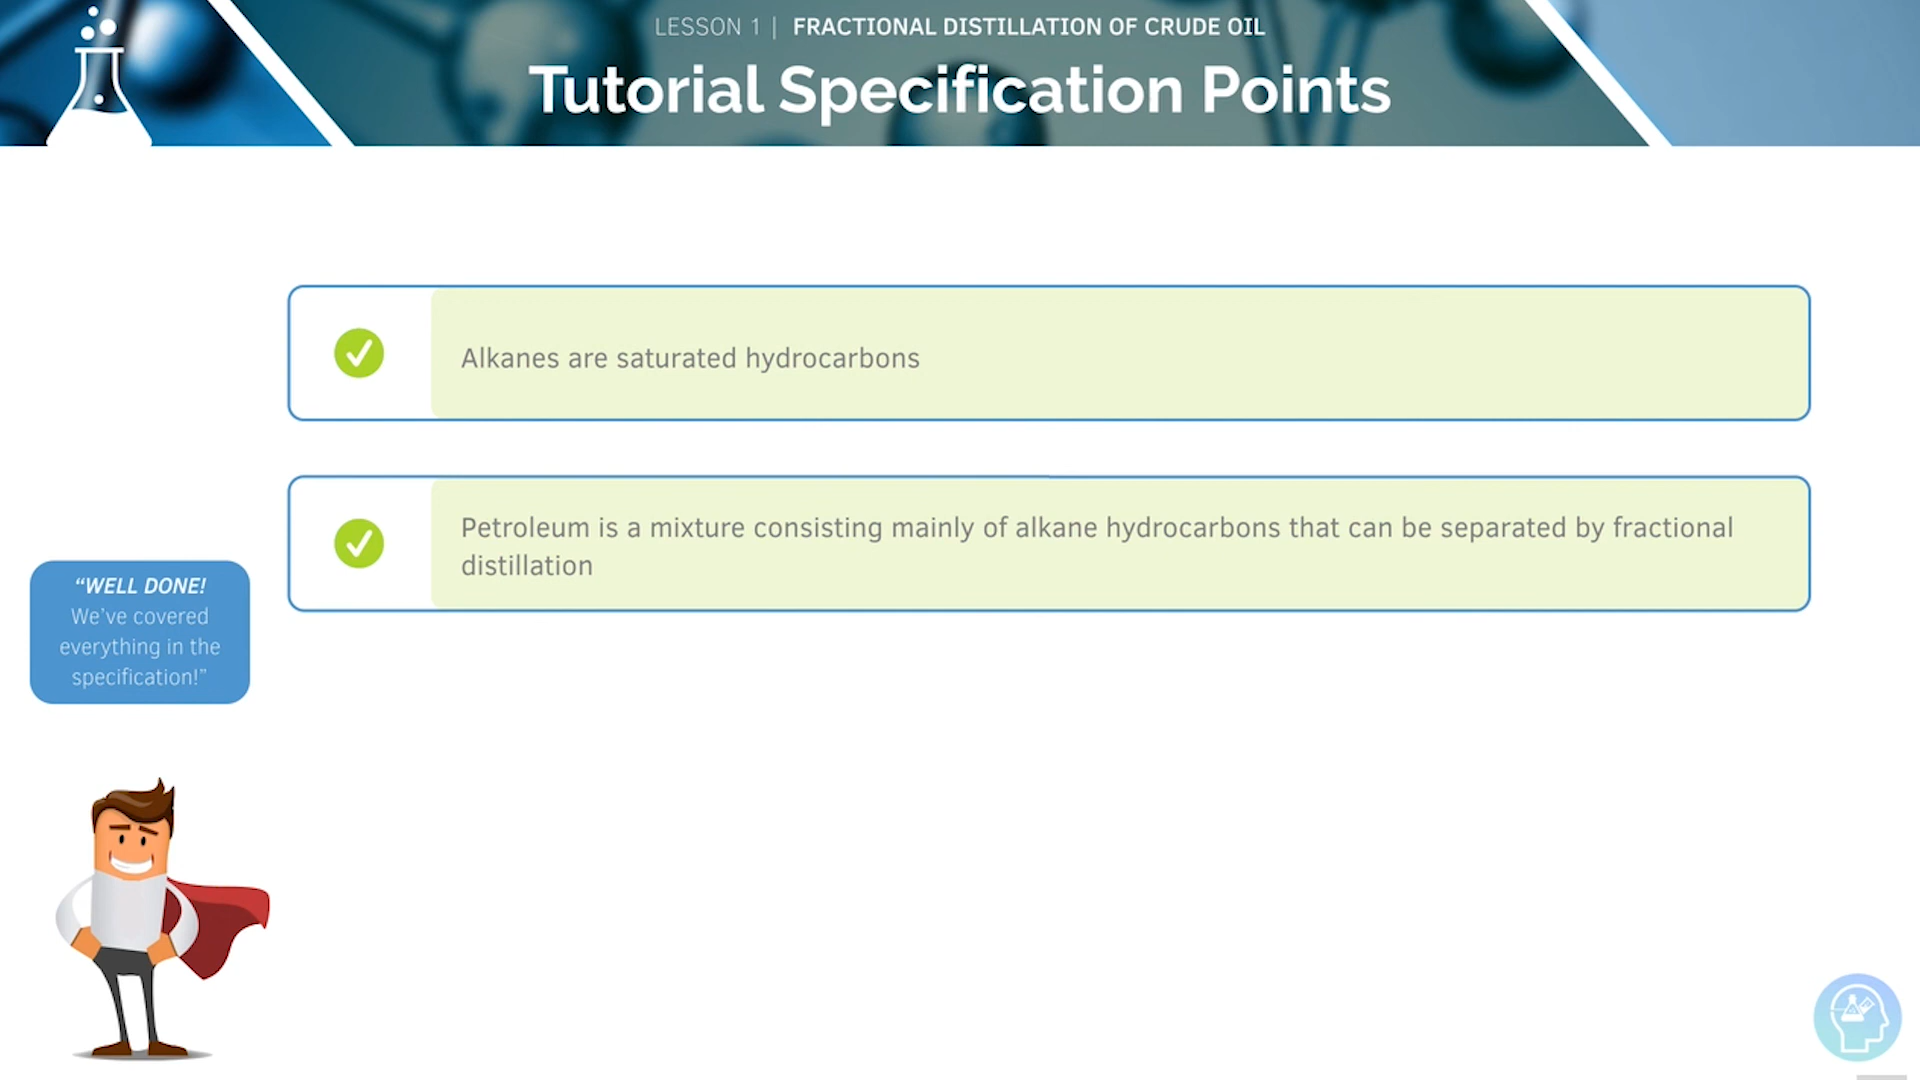 LESSON 1 | FRACTIONAL DISTILLATION OF CRUDE OIL
Tutorial Specification Points
Alkanes are saturated hydrocarbons
Petroleum is a mixture consisting mainly of alkane hydrocarbons that can be separated by fractional
distillation
“WELL DONE!
We’ve covered
everything in the
specification!”